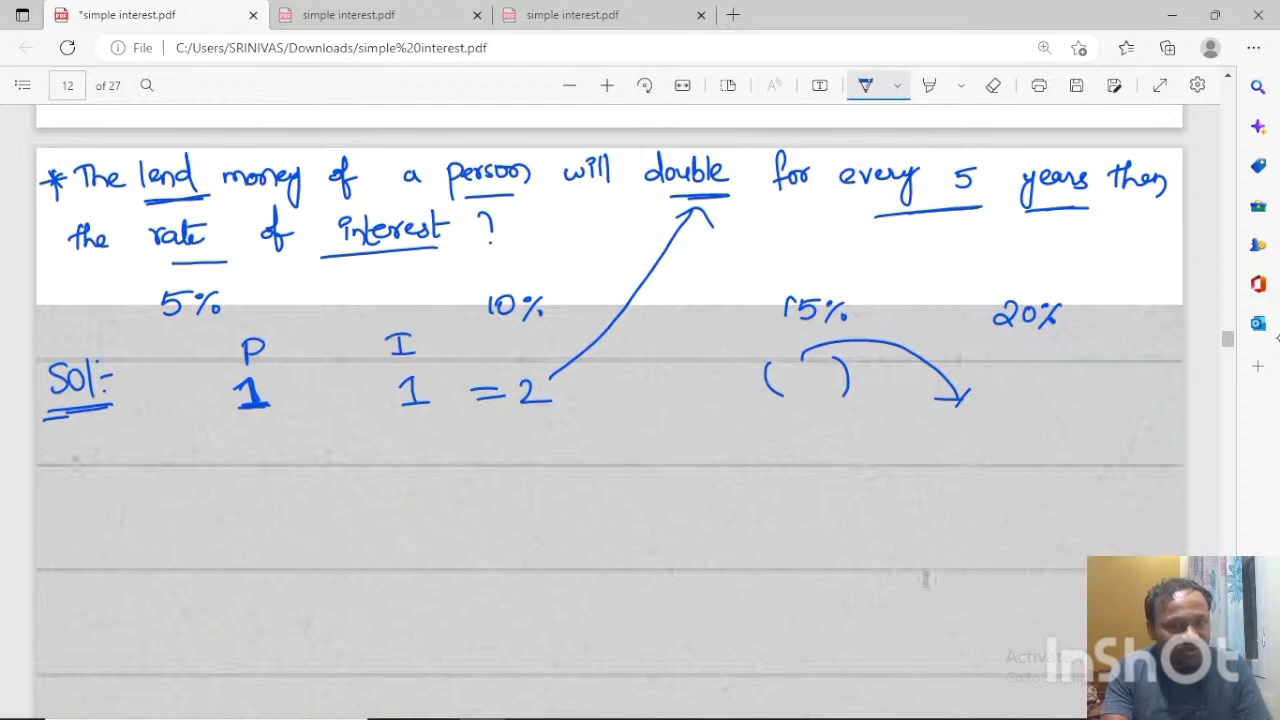 *simple interest.pdf
simple interest.pdf
simple interest.pdf
File C:/Users/SRINIVAS/Downloads/simple%20interest.pdf
12 of 27
* The lend money of a person will double for every 5 years then
the rate of interest ?
5% 10% 15% 20%
P I
Sol:- 1 1 = 2 ( )
Activate
InShOt